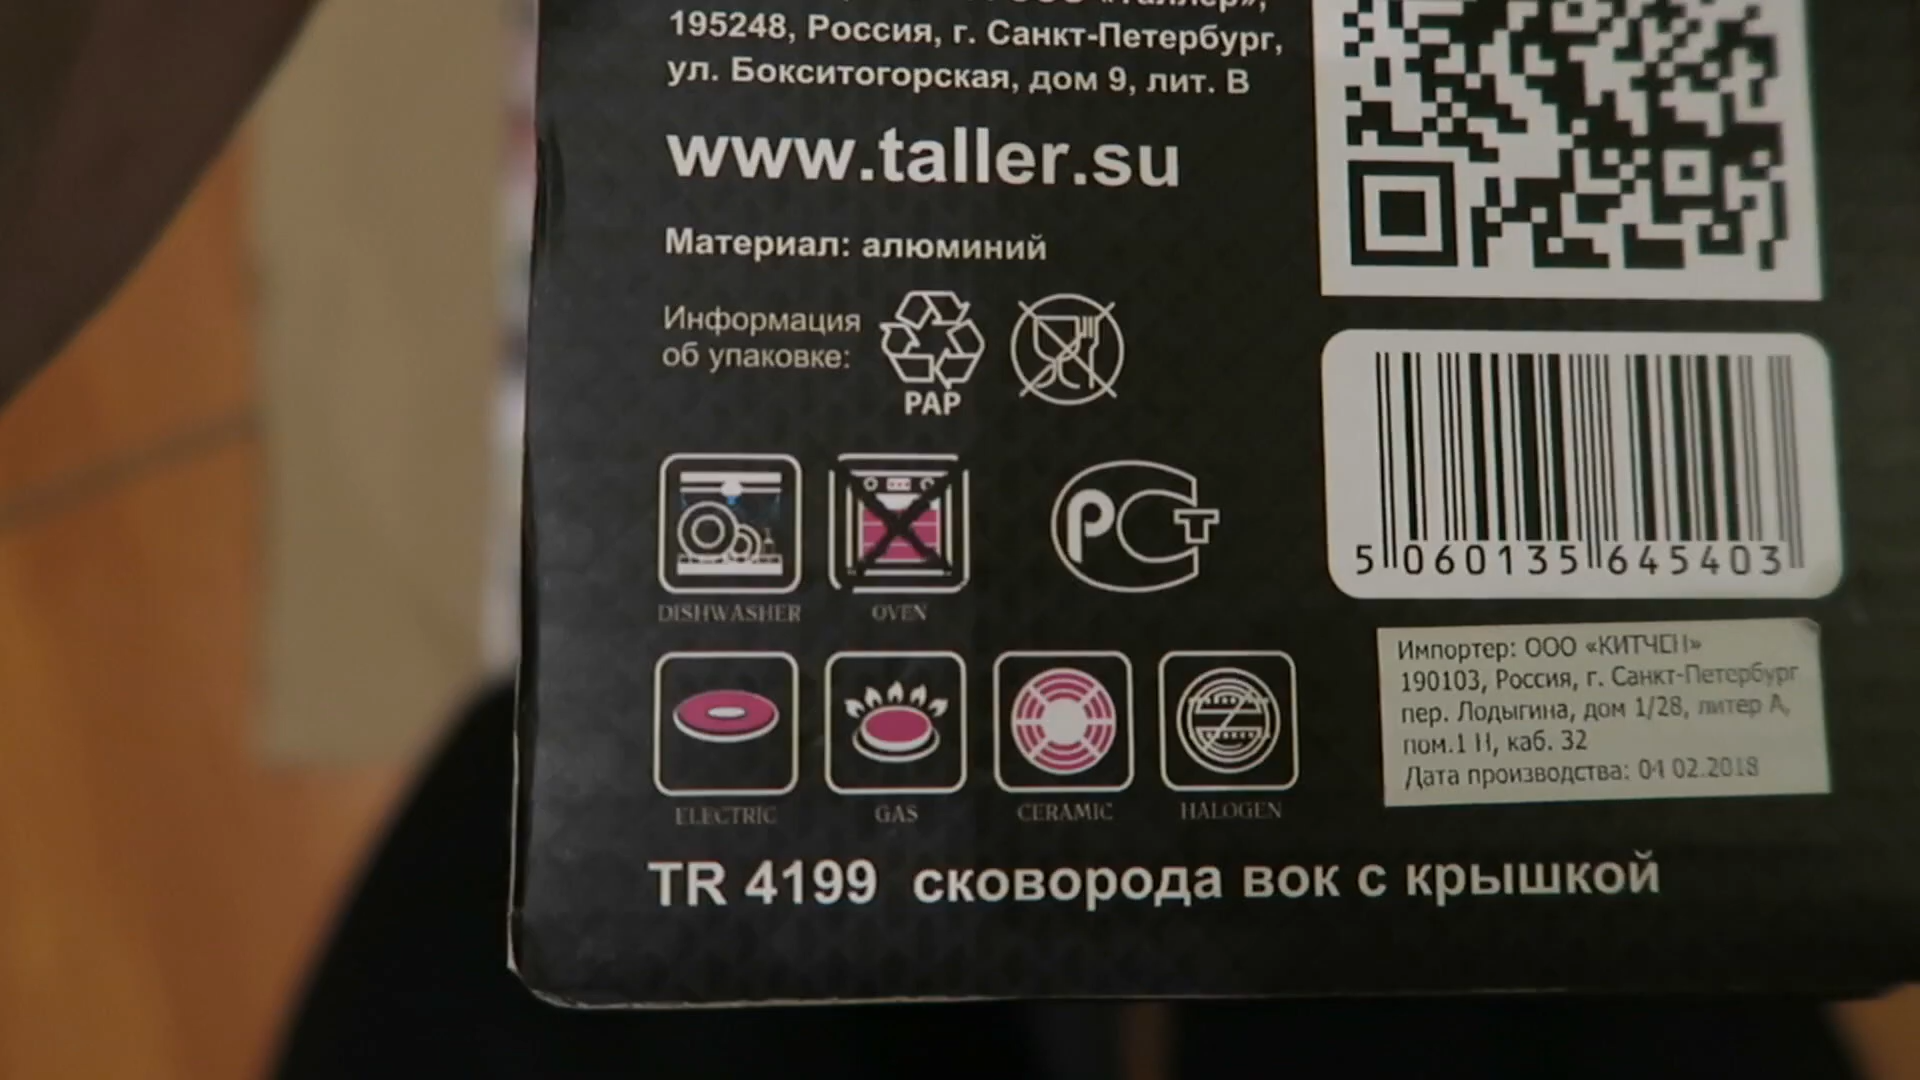 195248, Россия, г. Санкт-Петербург,
ул. Бокситогорская, дом 9, лит. В
www.taller.su
Материал: алюминий
Информация
об упаковке:
PAP
DISHWASHER
OVEN
РСТ
5 060135 645403
ELECTRIC
GAS
CERAMIC
HALOGEN
Импортер: ООО «КИТЧЕН»
190103, Россия, г. Санкт-Петербург
пер. Лодыгина, дом 1/28, литер А,
пом.1 Н, каб. 32
Дата производства: 04 02.2018
TR 4199 сковорода вок с крышкой